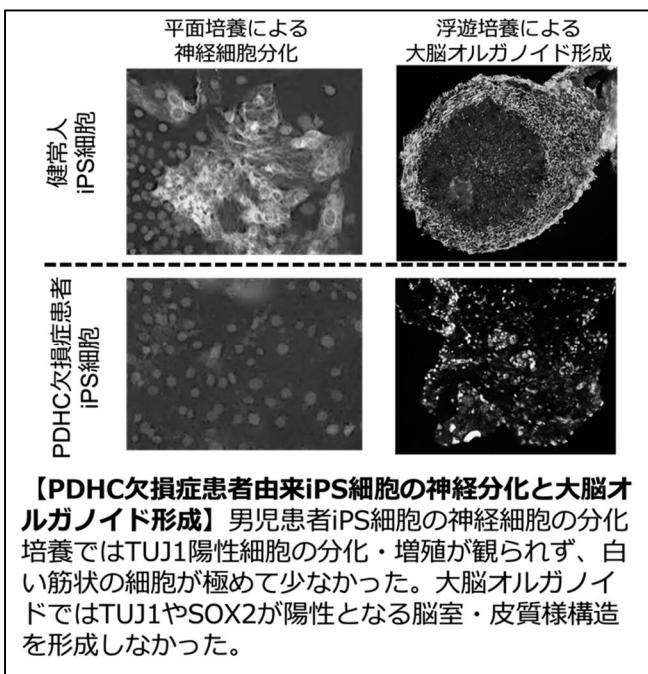 平面培養による
神経細胞分化
浮遊培養による
大脳オルガノイド形成
健常人
iPS細胞
PDHC欠損症患者
iPS細胞
【PDHC欠損症患者由来iPS細胞の神経分化と大脳オ
ルガノイド形成】男児患者iPS細胞の神経細胞の分化
培養ではTUJ1陽性細胞の分化・増殖が観られず、白
い筋状の細胞が極めて少なかった。大脳オルガノイ
ドではTUJ1やSOX2が陽性となる脳室・皮質様構造
を形成しなかった。